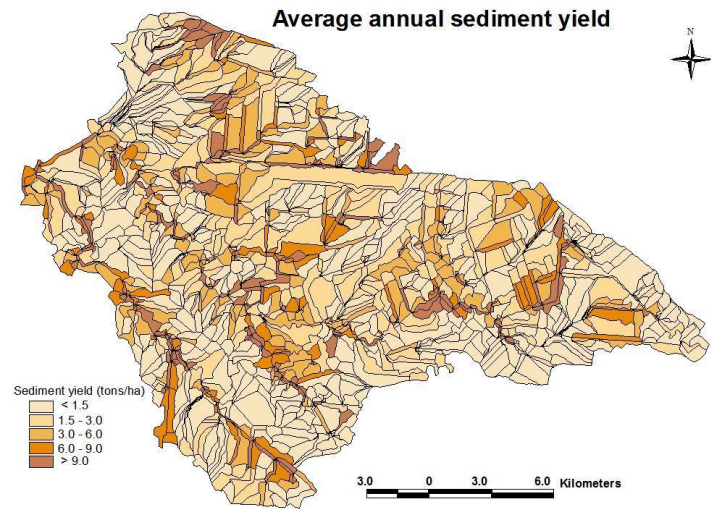 Average annual sediment yield
N
Sediment yield (tons/ha)
< 1.5
1.5 - 3.0
3.0 - 6.0
6.0 - 9.0
> 9.0
3.0 0 3.0 6.0 Kilometers